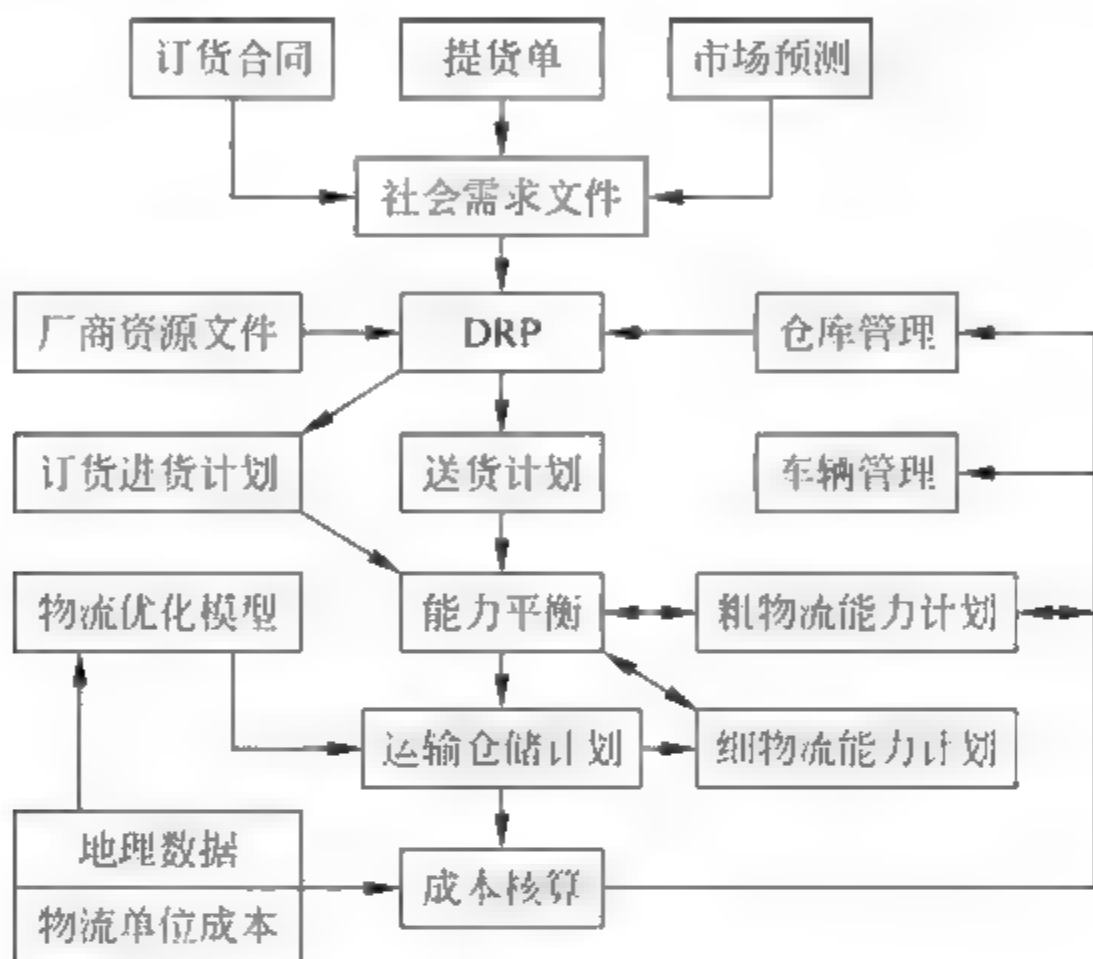 订货合同
提货单
市场预测
社会需求文件
厂商资源文件
DRP
仓库管理
订货进货计划
送货计划
车辆管理
物流优化模型
能力平衡
粗物流能力计划
运输仓储计划
细物流能力计划
地理数据
成本核算
物流单位成本